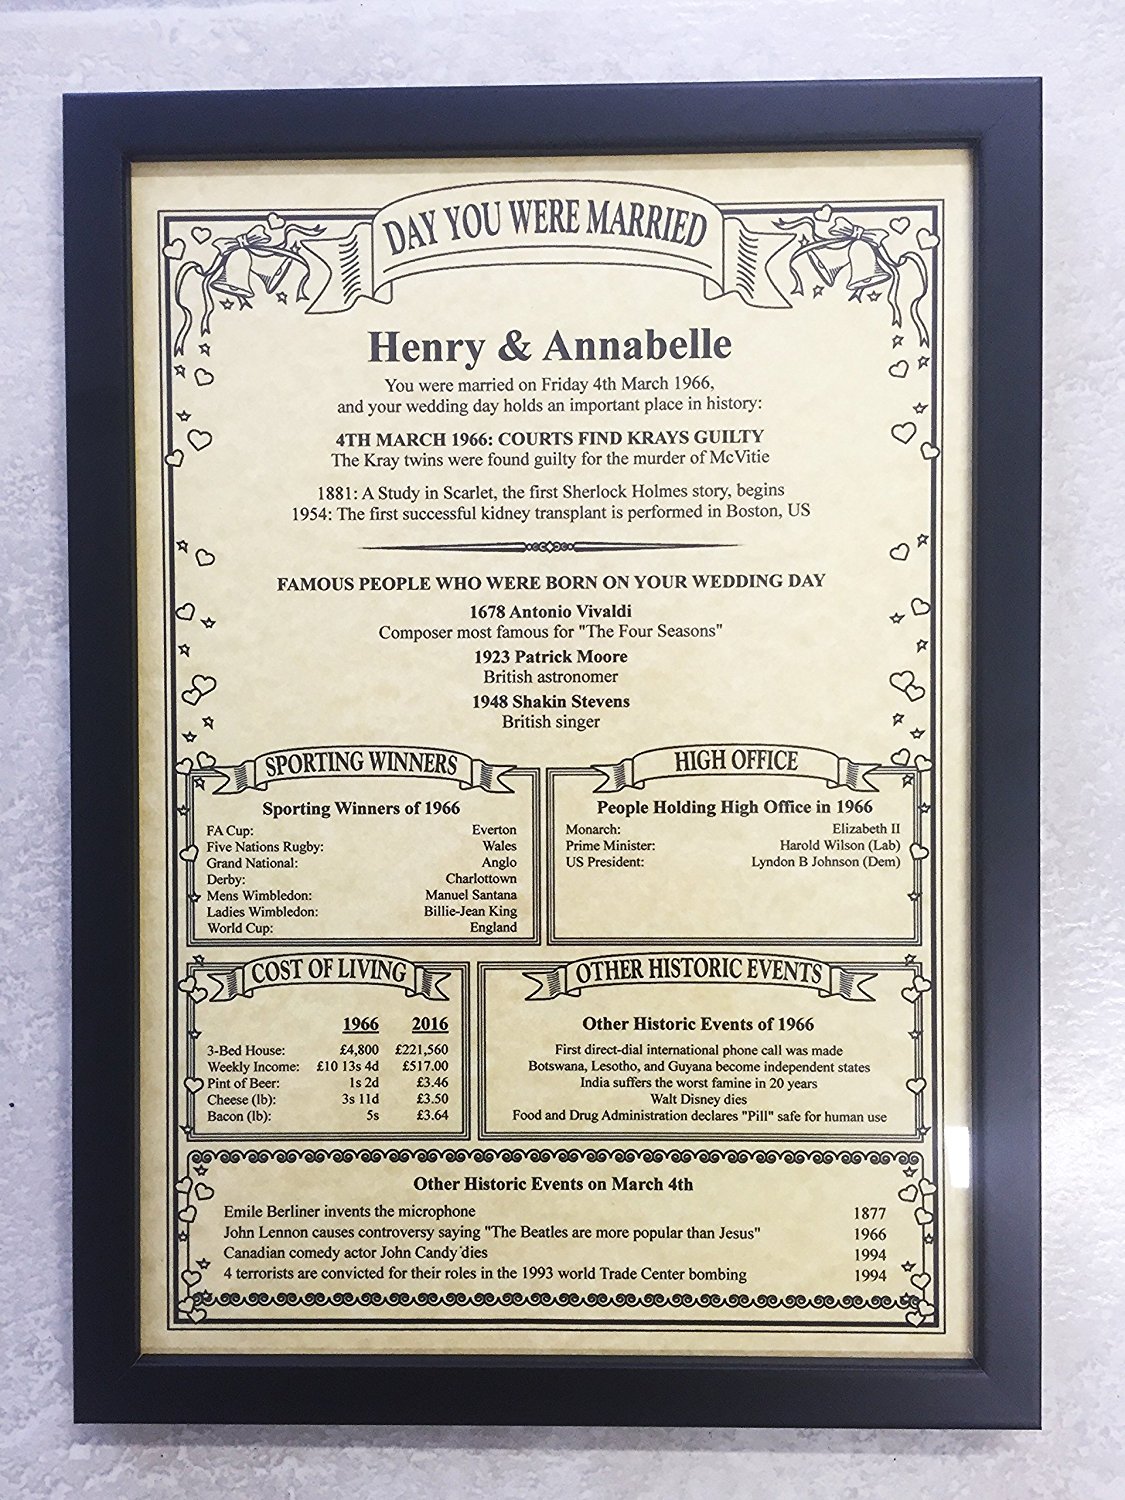 DAY YOU WERE MARRIED
Henry & Annabelle
You were married on Friday 4th March 1966,
and your wedding day holds an important place in history:
4TH MARCH 1966: COURTS FIND KRAYS GUILTY
The Kray twins were found guilty for the murder of McVitie
1881: A Study in Scarlet, the first Sherlock Holmes story, begins
1954: The first successful kidney transplant is performed in Boston, US
FAMOUS PEOPLE WHO WERE BORN ON YOUR WEDDING DAY
1678 Antonio Vivaldi
Composer most famous for "The Four Seasons"
1923 Patrick Moore
British astronomer
1948 Shakin Stevens
British singer
SPORTING WINNERS
Sporting Winners of 1966
FA Cup: Everton
Five Nations Rugby: Wales
Grand National: Anglo
Derby: Charlottown
Mens Wimbledon: Manuel Santana
Ladies Wimbledon: Billie-Jean King
World Cup: England
HIGH OFFICE
People Holding High Office in 1966
Monarch: Elizabeth II
Prime Minister: Harold Wilson (Lab)
US President: Lyndon B Johnson (Dem)
COST OF LIVING
1966 2016
3-Bed House: £4,800 £221,560
Weekly Income: £10 13s 4d £517.00
Pint of Beer: 1s 2d £3.46
Cheese (lb): 3s 11d £3.50
Bacon (lb): 5s £3.64
OTHER HISTORIC EVENTS
Other Historic Events of 1966
First direct-dial international phone call was made
Botswana, Lesotho, and Guyana become independent states
India suffers the worst famine in 20 years
Walt Disney dies
Food and Drug Administration declares "Pill" safe for human use
Other Historic Events on March 4th
Emile Berliner invents the microphone 1877
John Lennon causes controversy saying "The Beatles are more popular than Jesus" 1966
Canadian comedy actor John Candy dies 1994
4 terrorists are convicted for their roles in the 1993 world Trade Center bombing 1994